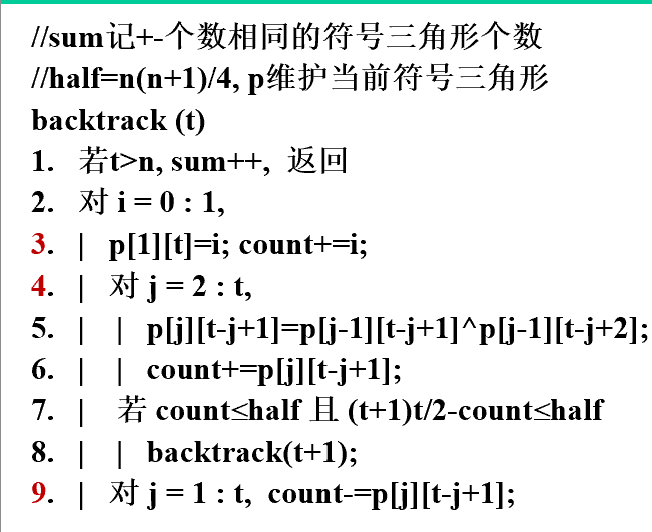 //sum记+-个数相同的符号三角形个数
//half=n(n+1)/4, p维护当前符号三角形
backtrack (t)
1. 若t>n, sum++, 返回
2. 对 i = 0 : 1,
3. | p[1][t]=i; count+=i;
4. | 对 j = 2 : t,
5. | | p[j][t-j+1]=p[j-1][t-j+1]^p[j-1][t-j+2];
6. | | count+=p[j][t-j+1];
7. | 若 count≤half 且 (t+1)t/2-count≤half
8. | | backtrack(t+1);
9. | 对 j = 1 : t, count-=p[j][t-j+1];